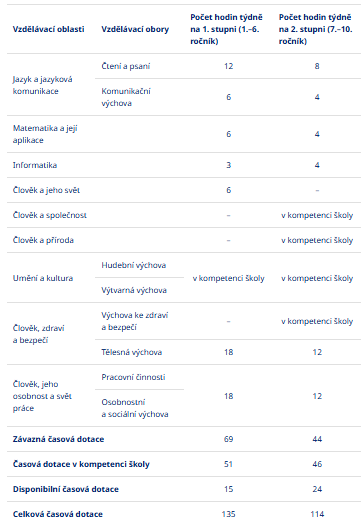 Vzdělávací oblasti Vzdělávací obory Počet hodin týdně na 1. stupni (1.–6. ročník) Počet hodin týdně na 2. stupni (7.–10. ročník)
Jazyk a jazyková komunikace Čtení a psaní 12 8
Komunikační výchova 6 4
Matematika a její aplikace 6 4
Informatika 3 4
Člověk a jeho svět 6 –
Člověk a společnost – v kompetenci školy
Člověk a příroda – v kompetenci školy
Umění a kultura Hudební výchova v kompetenci školy v kompetenci školy
Výtvarná výchova
Člověk, zdraví a bezpečí Výchova ke zdraví a bezpečí – v kompetenci školy
Tělesná výchova 18 12
Člověk, jeho osobnost a svět práce Pracovní činnosti 18 12
Osobnostní a sociální výchova
Závazná časová dotace 69 44
Časová dotace v kompetenci školy 51 46
Disponibilní časová dotace 15 24
Celková časová dotace 135 114